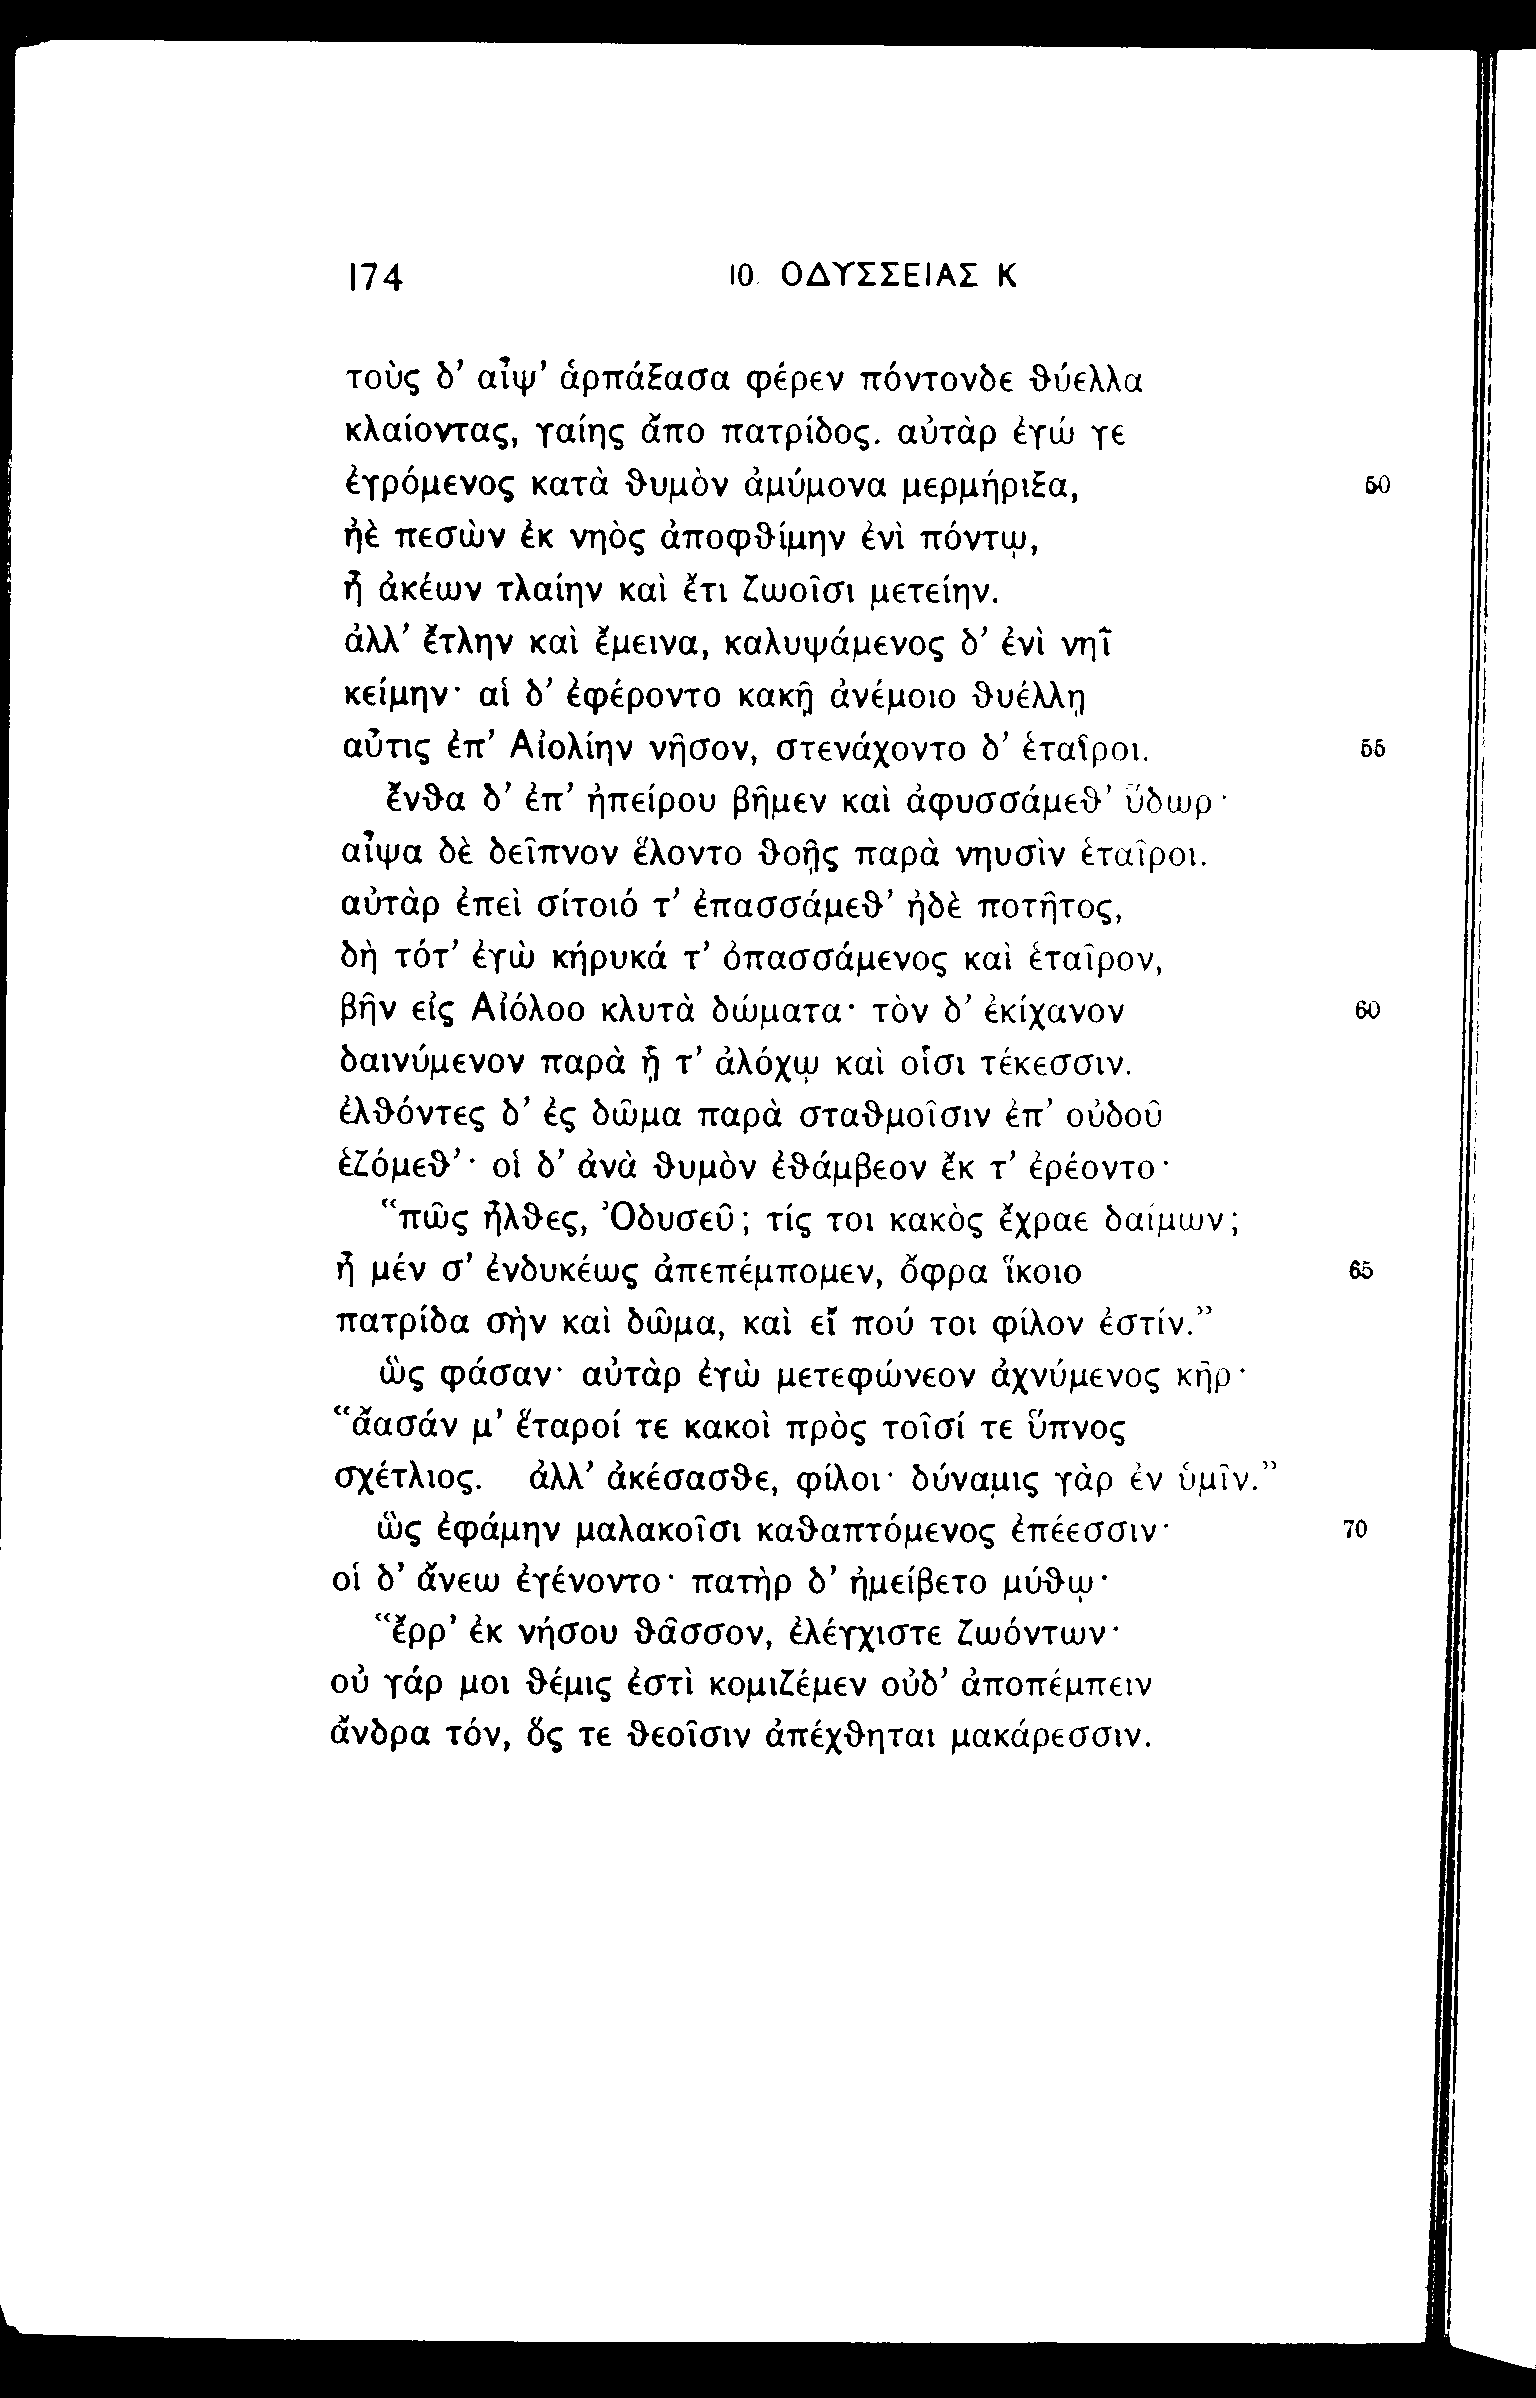 174 10. ΟΔΥΣΣΕΙΑΣ Κ
τοὺς δ’ αἶψ’ ἁρπάξασα φέρεν πόντονδε θύελλα
κλαίοντας, γαίης ἄπο πατρίδος. αὐτὰρ ἐγώ γε
ἐγρόμενος κατὰ θυμὸν ἀμύμονα μερμήριξα, 50
ἠὲ πεσὼν ἐκ νηὸς ἀποφθίμην ἐνὶ πόντῳ,
ἦ ἀκέων τλαίην καὶ ἔτι ζωοῖσι μετείην.
ἀλλ’ ἔτλην καὶ ἔμεινα, καλυψάμενος δ’ ἐνὶ νηῒ
κείμην· αἱ δ’ ἐφέροντο κακῇ ἀνέμοιο θυέλλῃ
αὖτις ἐπ’ Αἰολίην νῆσον, στενάχοντο δ’ ἑταῖροι. 55
ἔνθα δ’ ἐπ’ ἠπείρου βῆμεν καὶ ἀφυσσάμεθ’ ὕδωρ·
αἶψα δὲ δεῖπνον ἕλοντο θοῇς παρὰ νηυσὶν ἑταῖροι.
αὐτὰρ ἐπεὶ σίτοιό τ’ ἐπασσάμεθ’ ἠδὲ ποτῆτος,
δὴ τότ’ ἐγὼ κήρυκά τ’ ὀπασσάμενος καὶ ἑταῖρον,
βῆν εἰς Αἰόλοο κλυτὰ δώματα· τὸν δ’ ἐκίχανον 60
δαινύμενον παρὰ ᾗ τ’ ἀλόχῳ καὶ οἷσι τέκεσσιν.
ἐλθόντες δ’ ἐς δῶμα παρὰ σταθμοῖσιν ἐπ’ οὐδοῦ
ἑζόμεθ’· οἱ δ’ ἀνὰ θυμὸν ἐθάμβεον ἔκ τ’ ἐρέοντο·
“πῶς ἦλθες, Ὀδυσεῦ; τίς τοι κακὸς ἔχραε δαίμων;
ἦ μέν σ’ ἐνδυκέως ἀπεπέμπομεν, ὄφρα ἵκοιο 65
πατρίδα σὴν καὶ δῶμα, καὶ εἴ πού τοι φίλον ἐστίν.”
ὣς φάσαν· αὐτὰρ ἐγὼ μετεφώνεον ἀχνύμενος κῆρ·
“ἄασάν μ’ ἕταροί τε κακοὶ πρὸς τοῖσί τε ὕπνος
σχέτλιος. ἀλλ’ ἀκέσασθε, φίλοι· δύναμις γὰρ ἐν ὑμῖν.”
ὣς ἐφάμην μαλακοῖσι καθαπτόμενος ἐπέεσσιν· 70
οἱ δ’ ἄνεω ἐγένοντο· πατὴρ δ’ ἠμείβετο μύθῳ·
“ἔρρ’ ἐκ νήσου θᾶσσον, ἐλέγχιστε ζωόντων·
οὐ γάρ μοι θέμις ἐστὶ κομιζέμεν οὐδ’ ἀποπέμπειν
ἄνδρα τόν, ὅς τε θεοῖσιν ἀπέχθηται μακάρεσσιν.